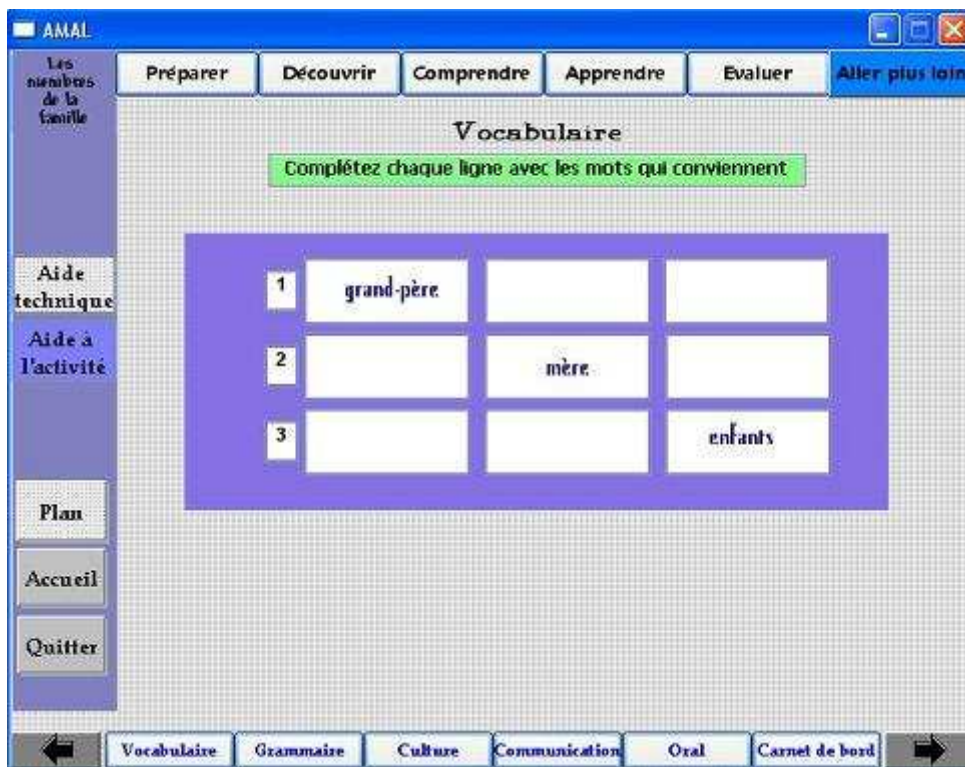 AMAL
Les
membres
de la
famille
Préparer
Découvrir
Comprendre
Apprendre
Evaluer
Aller plus loin
Vocabulaire
Complétez chaque ligne avec les mots qui conviennent
1 grand-père
2 mère
3 enfants
Aide
technique
Aide à
l'activité
Plan
Accueil
Quitter
Vocabulaire
Grammaire
Culture
Communication
Oral
Carnet de bord